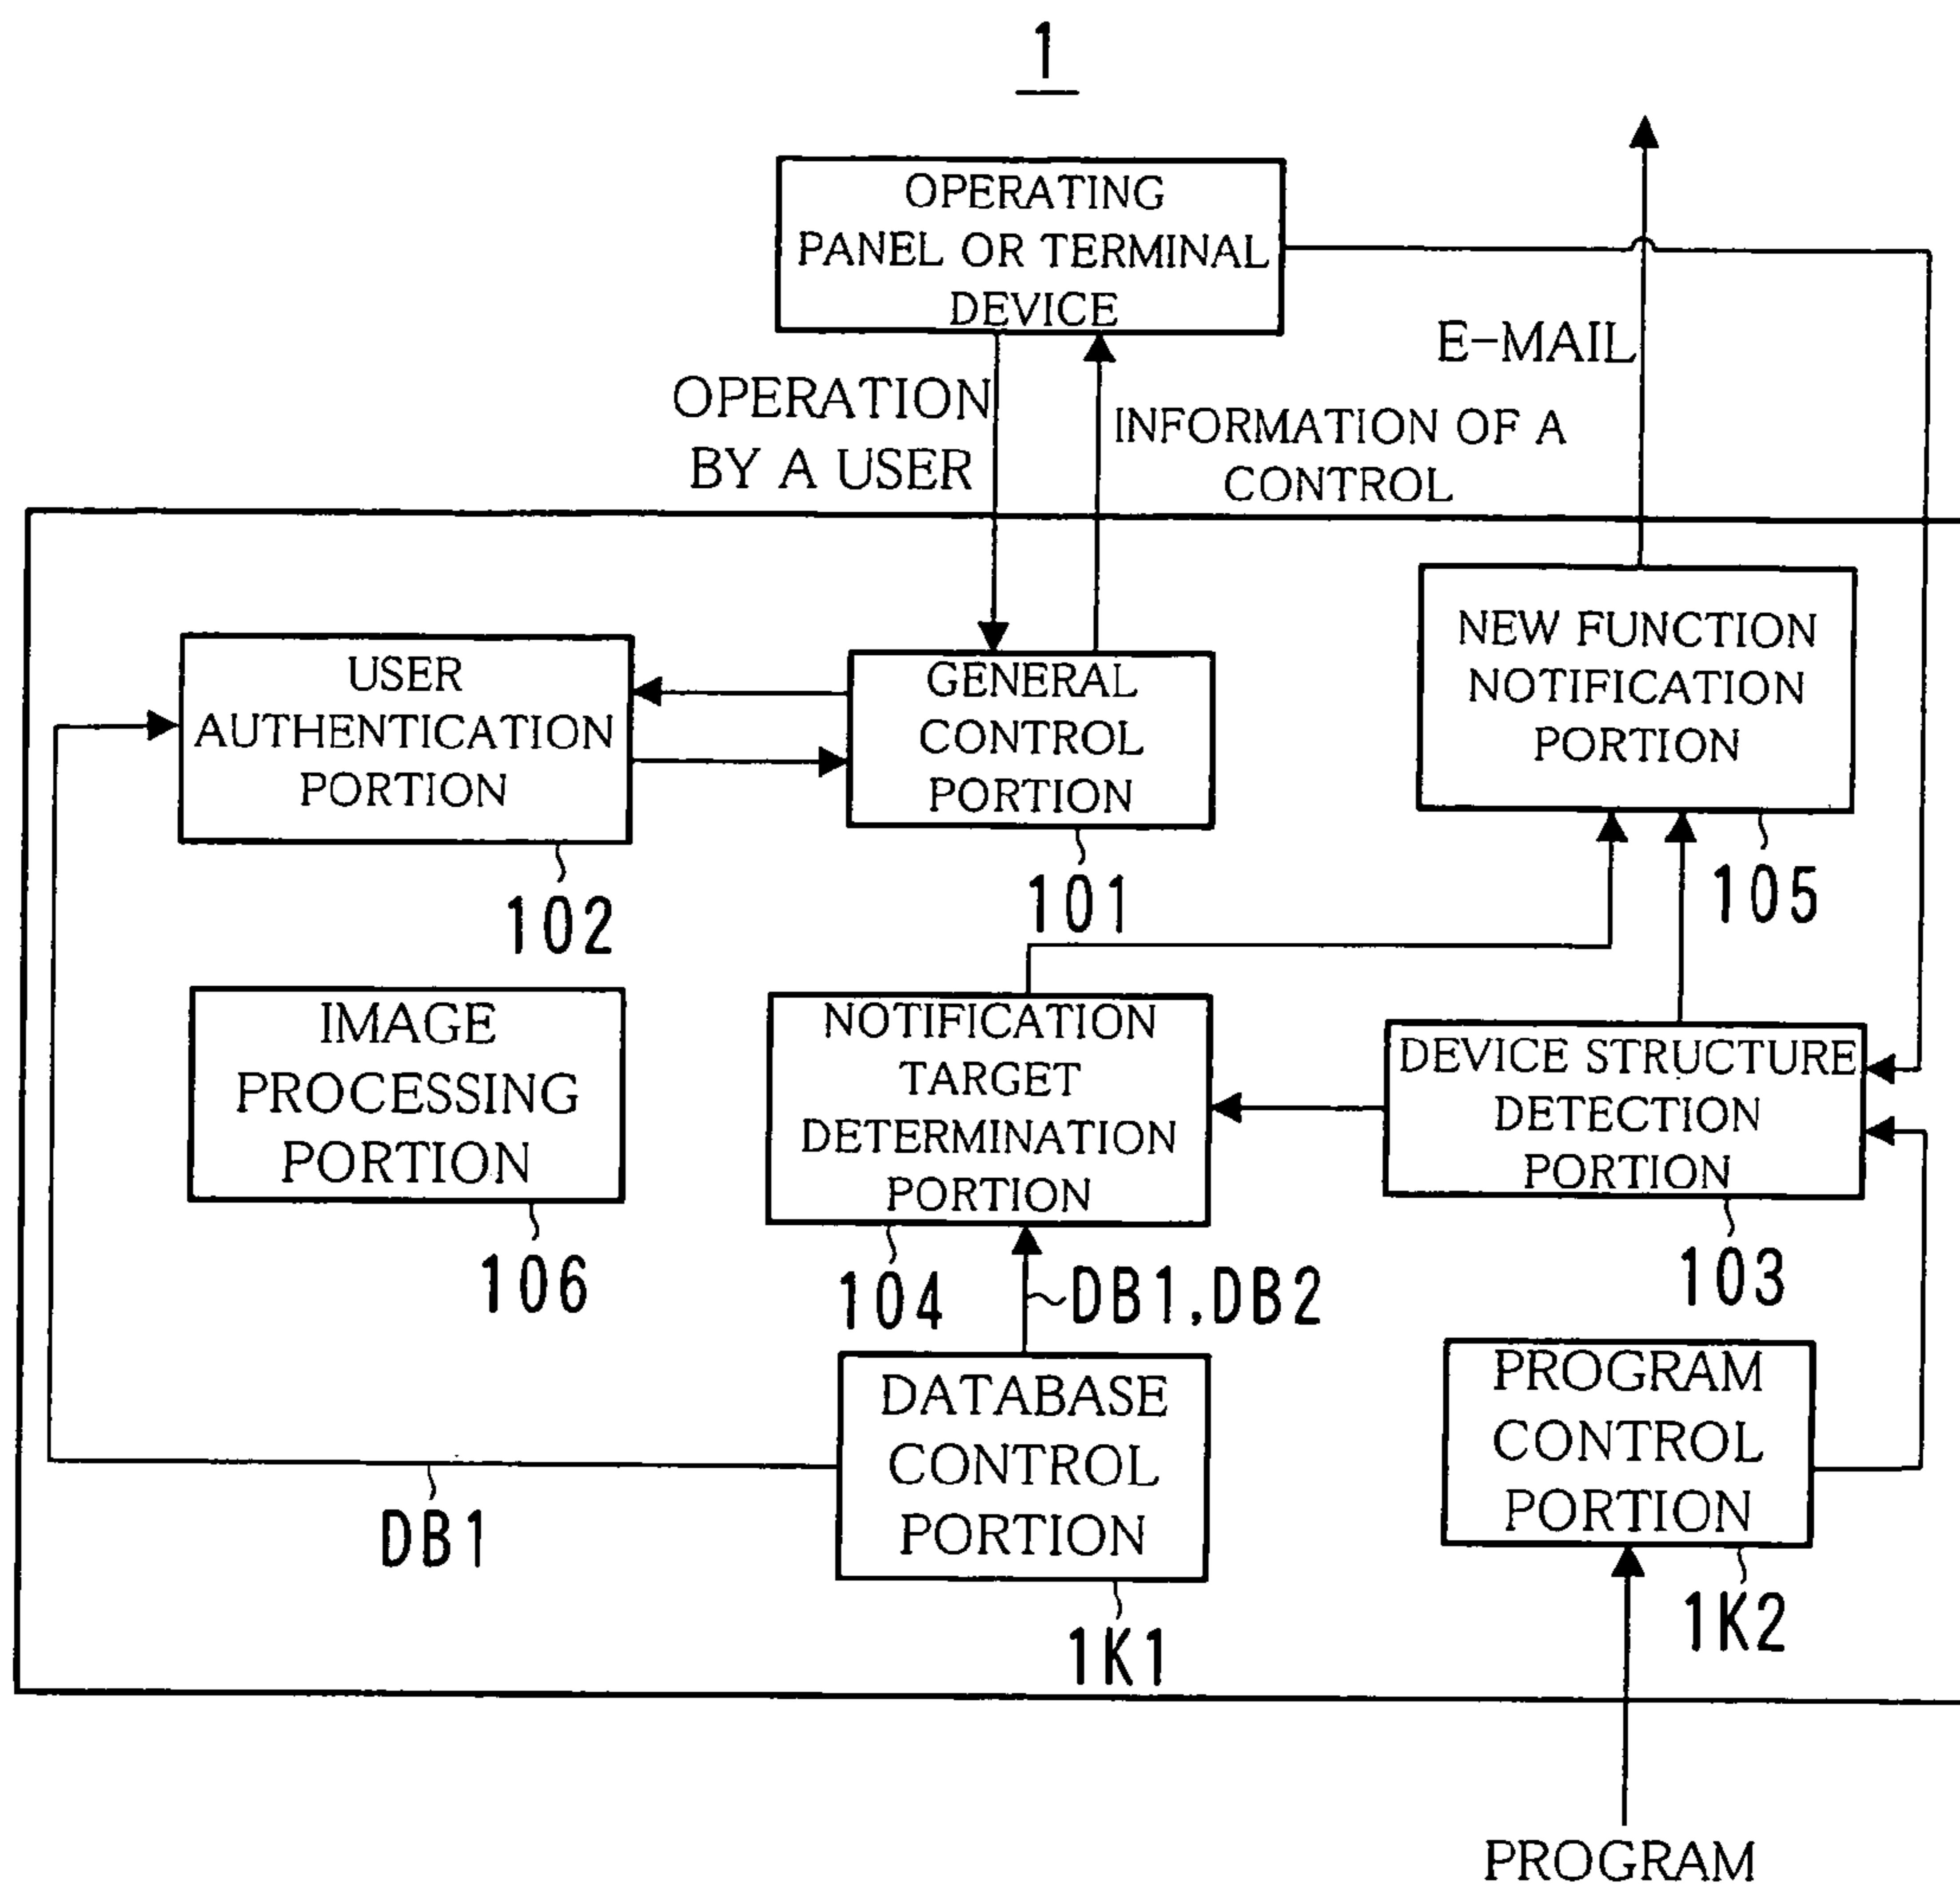 1
OPERATING
PANEL OR TERMINAL
DEVICE
E-MAIL
OPERATION
BY A USER
INFORMATION OF A
CONTROL
USER
AUTHENTICATION
PORTION
102
GENERAL
CONTROL
PORTION
101
NEW FUNCTION
NOTIFICATION
PORTION
105
IMAGE
PROCESSING
PORTION
106
NOTIFICATION
TARGET
DETERMINATION
PORTION
104
DEVICE STRUCTURE
DETECTION
PORTION
103
DB1,DB2
DATABASE
CONTROL
PORTION
1K1
DB1
PROGRAM
CONTROL
PORTION
1K2
PROGRAM